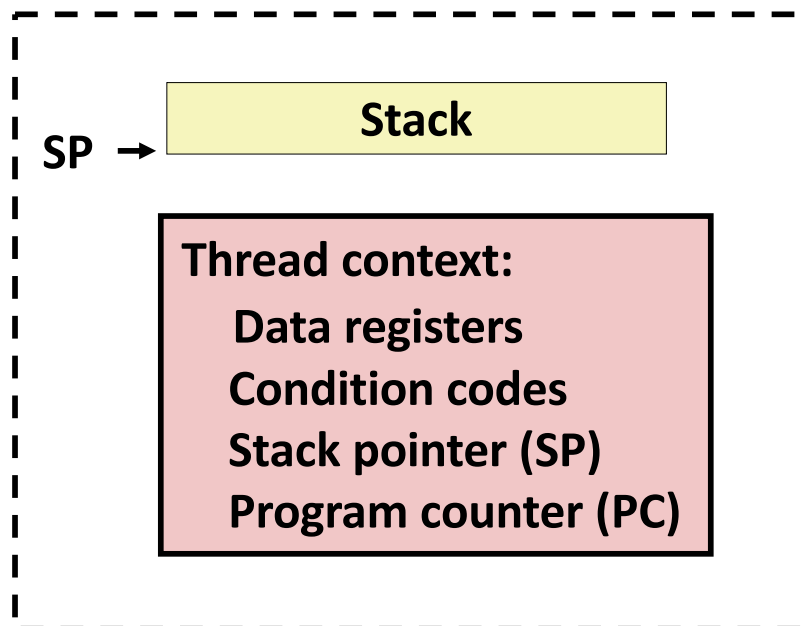 Stack
SP
Thread context:
Data registers
Condition codes
Stack pointer (SP)
Program counter (PC)